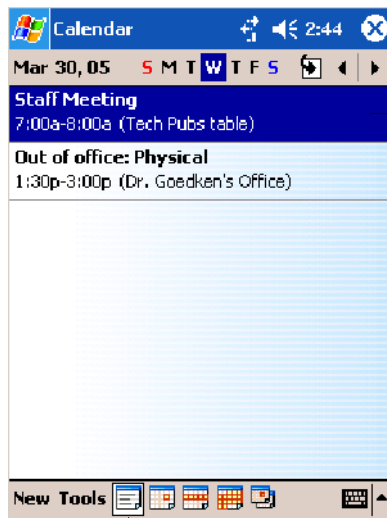 Calendar 2:44
Mar 30, 05 S M T W T F S
Staff Meeting
7:00a-8:00a (Tech Pubs table)
Out of office: Physical
1:30p-3:00p (Dr. Goedken's Office)
New Tools